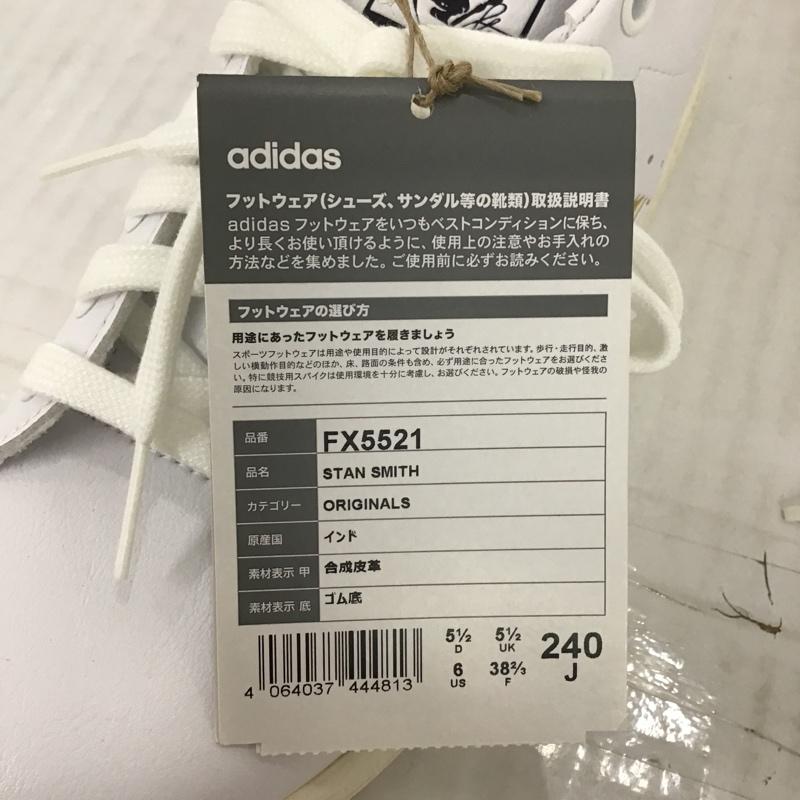 adidas
フットウェア(シューズ、サンダル等の靴類)取扱説明書
adidas フットウェアをいつもベストコンディションに保ち、
より長くお使い頂けるように、使用上の注意やお手入れの
方法などを集めました。ご使用前に必ずお読みください。
フットウェアの選び方
用途にあったフットウェアを履きましょう
スポーツフットウェアは用途や使用目的によって設計がそれぞれされています。歩行・走行目的、激
しい横動作目的などのほか、床、路面の条件も含め、必ず用途に合ったフットウェアをお選びくださ
い。特に競技用スパイクは使用環境を十分に考慮し、お選びください。フットウェアの破損や怪我の
原因になります。
品番 FX5521
品名 STAN SMITH
カテゴリー ORIGINALS
原産国 インド
素材表示 甲 合成皮革
素材表示 底 ゴム底
5½ 5½ 240
D UK J
6 38⅔
US F
4 064037 444813